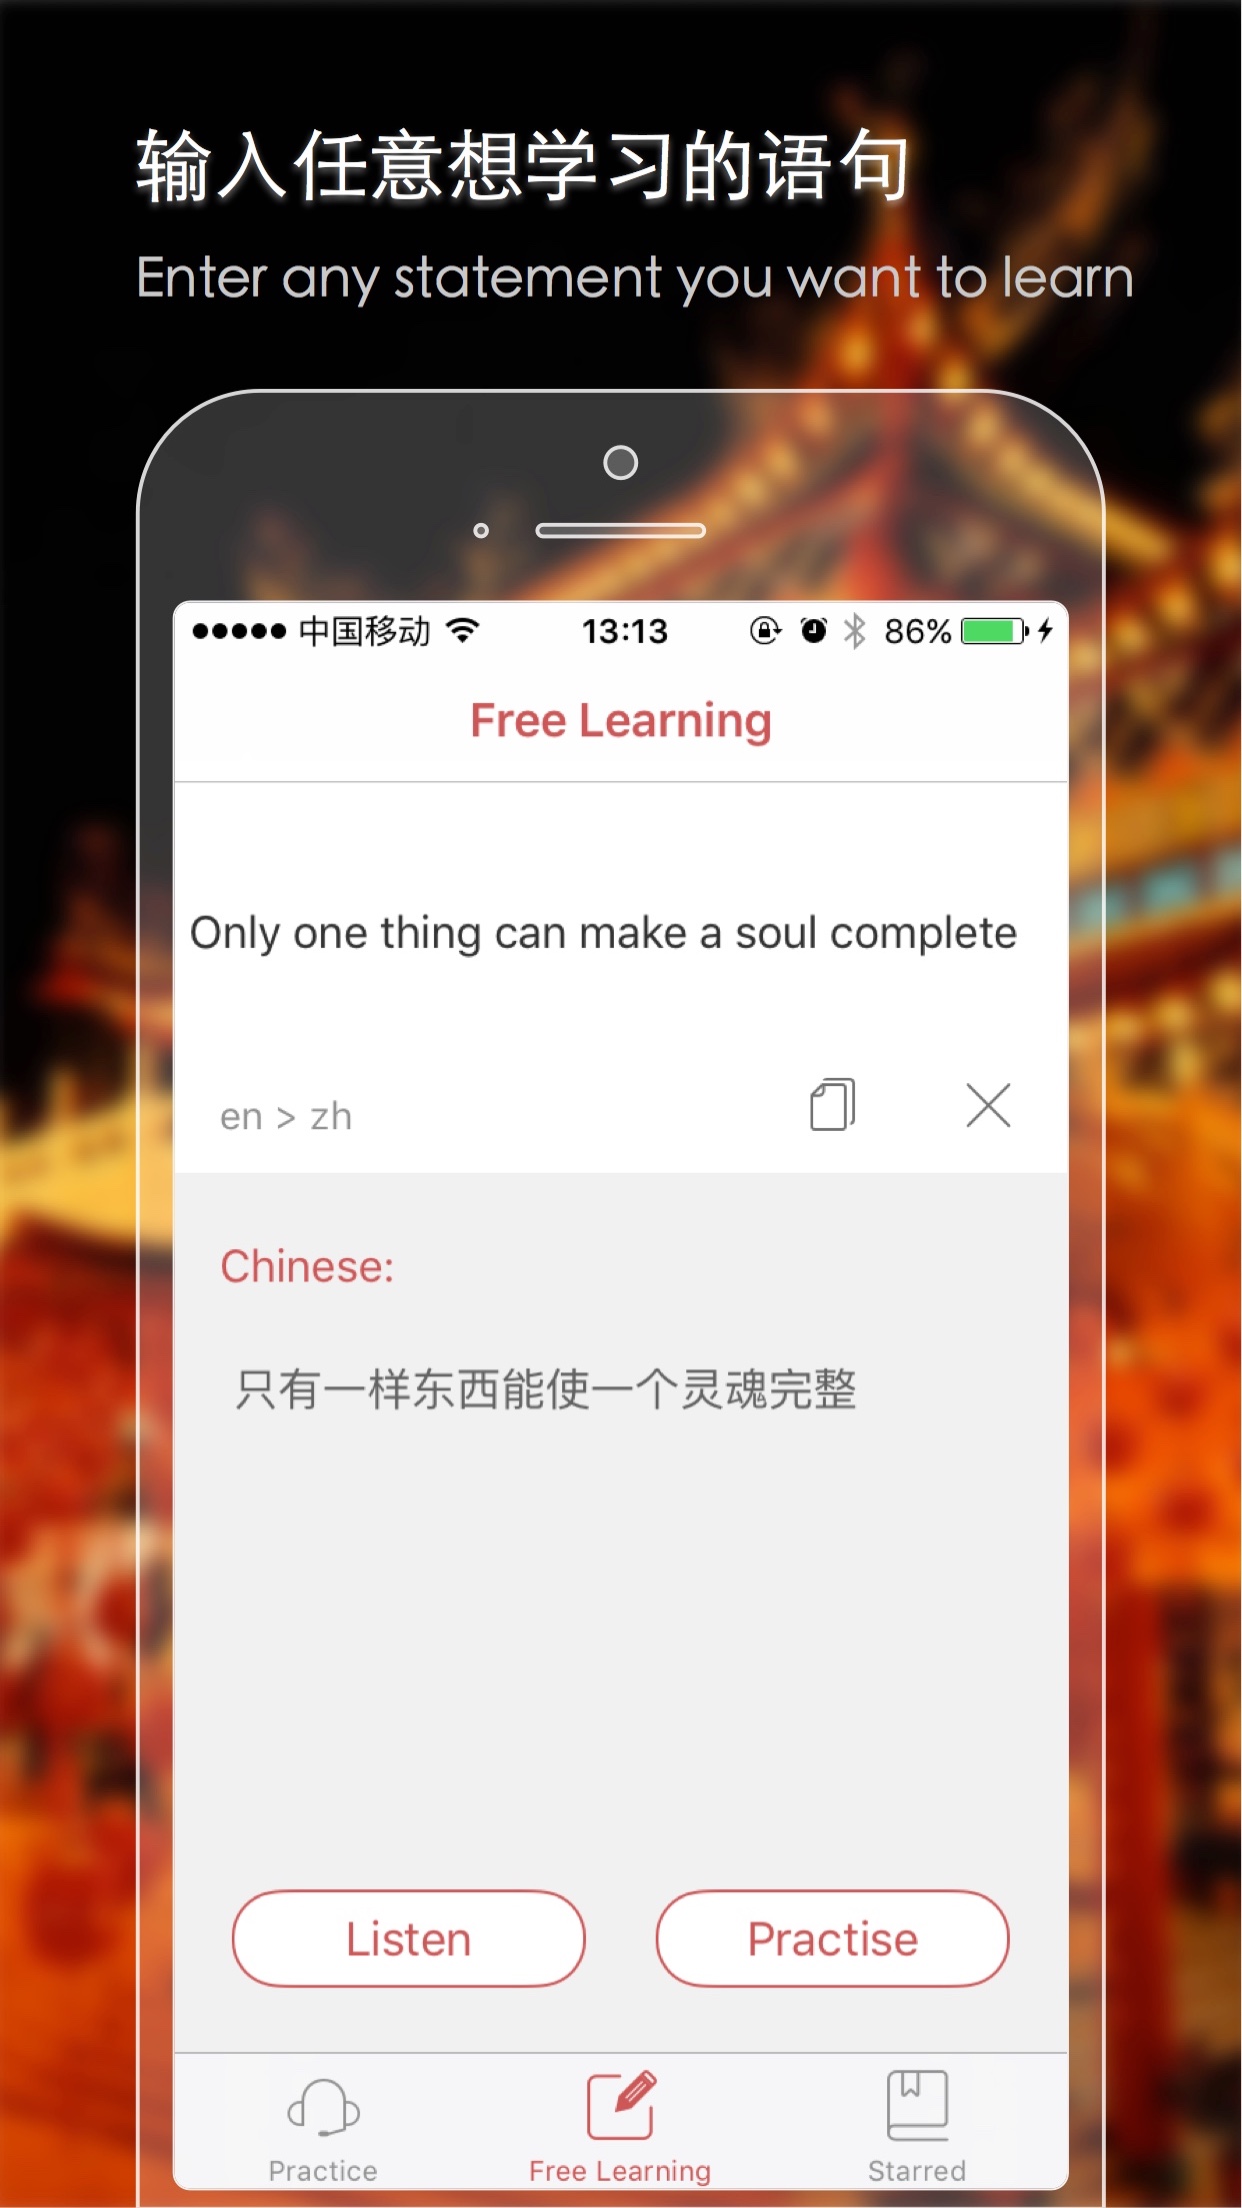 输入任意想学习的语句
Enter any statement you want to learn
中国移动 13:13 86%
Free Learning
Only one thing can make a soul complete
en > zh
Chinese:
只有一样东西能使一个灵魂完整
Listen Practise
Practice Free Learning Starred